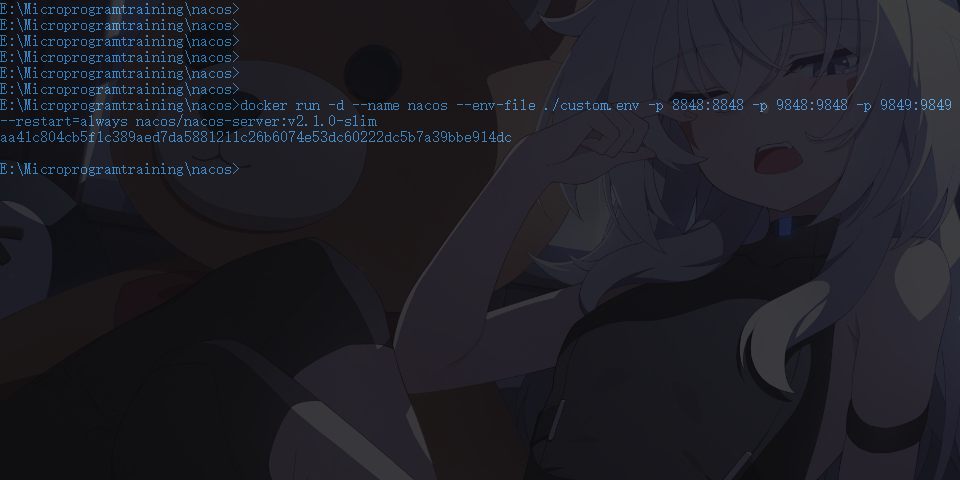 E:\Microprogramtraining\nacos>
E:\Microprogramtraining\nacos>
E:\Microprogramtraining\nacos>
E:\Microprogramtraining\nacos>
E:\Microprogramtraining\nacos>
E:\Microprogramtraining\nacos>
E:\Microprogramtraining\nacos>docker run -d --name nacos --env-file ./custom.env -p 8848:8848 -p 9848:9848 -p 9849:9849
--restart=always nacos/nacos-server:v2.1.0-slim
aa41c804cb5f1c389aed7da5881211c26b6074e53dc60222dc5b7a39bbe914dc
E:\Microprogramtraining\nacos>